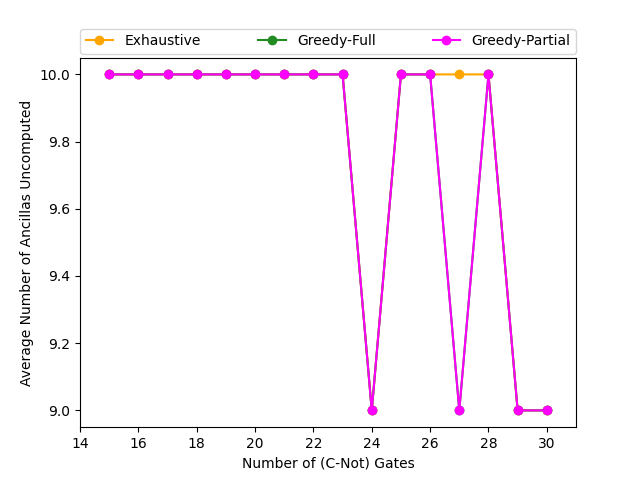 Exhaustive Greedy-Full Greedy-Partial
Average Number of Ancillas Uncomputed
10.0
9.8
9.6
9.4
9.2
9.0
14 16 18 20 22 24 26 28 30
Number of (C-Not) Gates